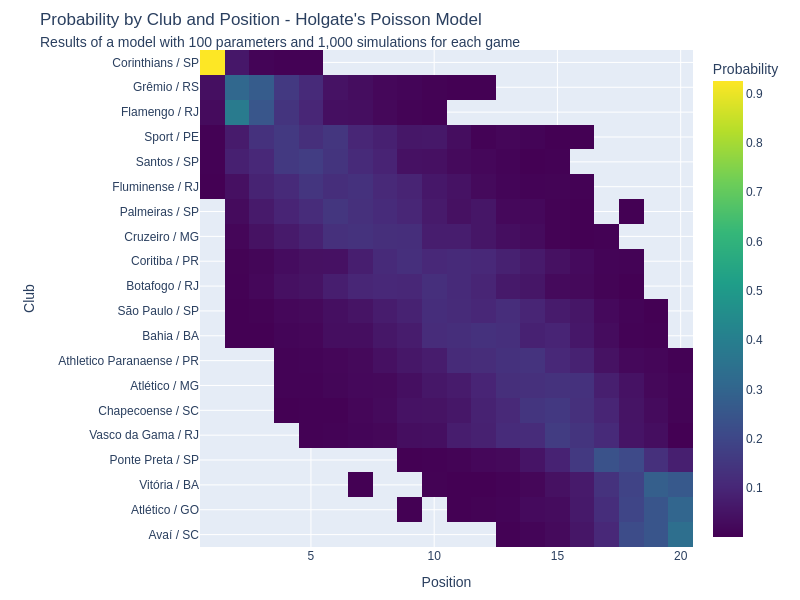 Probability by Club and Position - Holgate's Poisson Model
Results of a model with 100 parameters and 1,000 simulations for each game
Probability
Corinthians / SP
Grêmio / RS
Flamengo / RJ
Sport / PE
Santos / SP
Fluminense / RJ
Palmeiras / SP
Cruzeiro / MG
Coritiba / PR
Botafogo / RJ
São Paulo / SP
Bahia / BA
Athletico Paranaense / PR
Atlético / MG
Chapecoense / SC
Vasco da Gama / RJ
Ponte Preta / SP
Vitória / BA
Atlético / GO
Avaí / SC
Club
5
10
15
20
Position
0.9
0.8
0.7
0.6
0.5
0.4
0.3
0.2
0.1